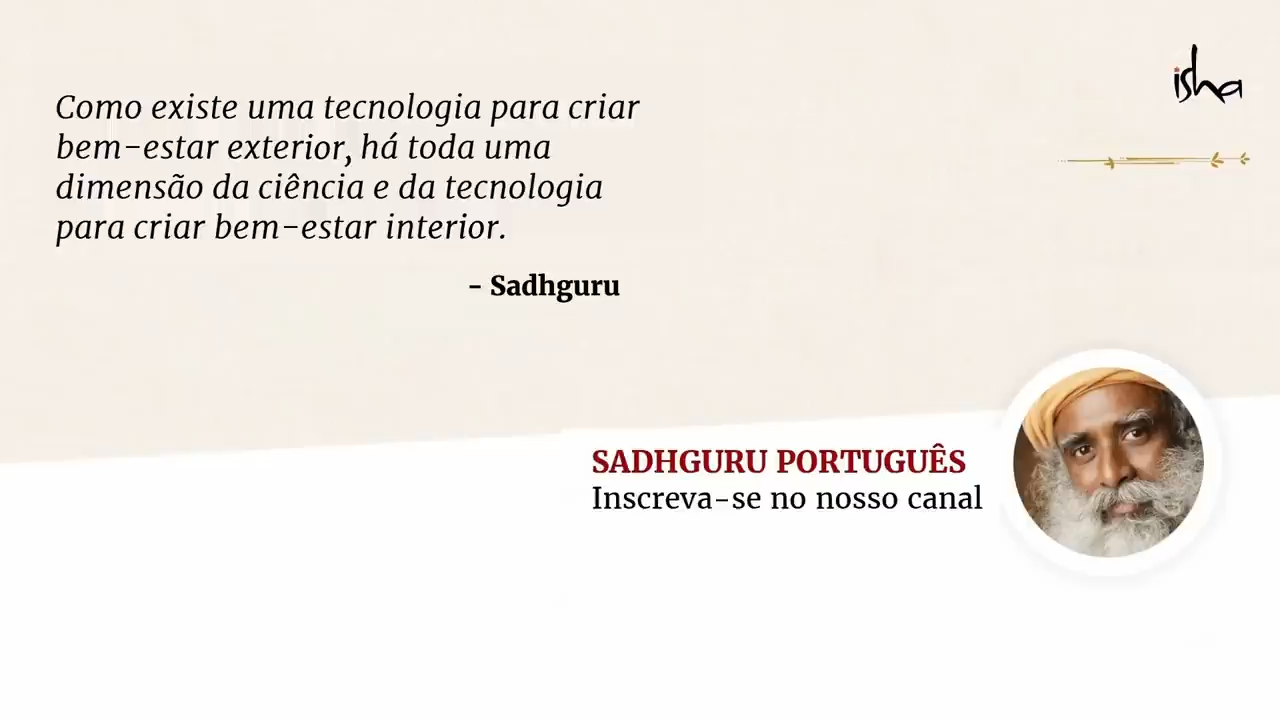 isha
Como existe uma tecnologia para criar
bem-estar exterior, há toda uma
dimensão da ciência e da tecnologia
para criar bem-estar interior.
- Sadhguru
SADHGURU PORTUGUÊS
Inscreva-se no nosso canal